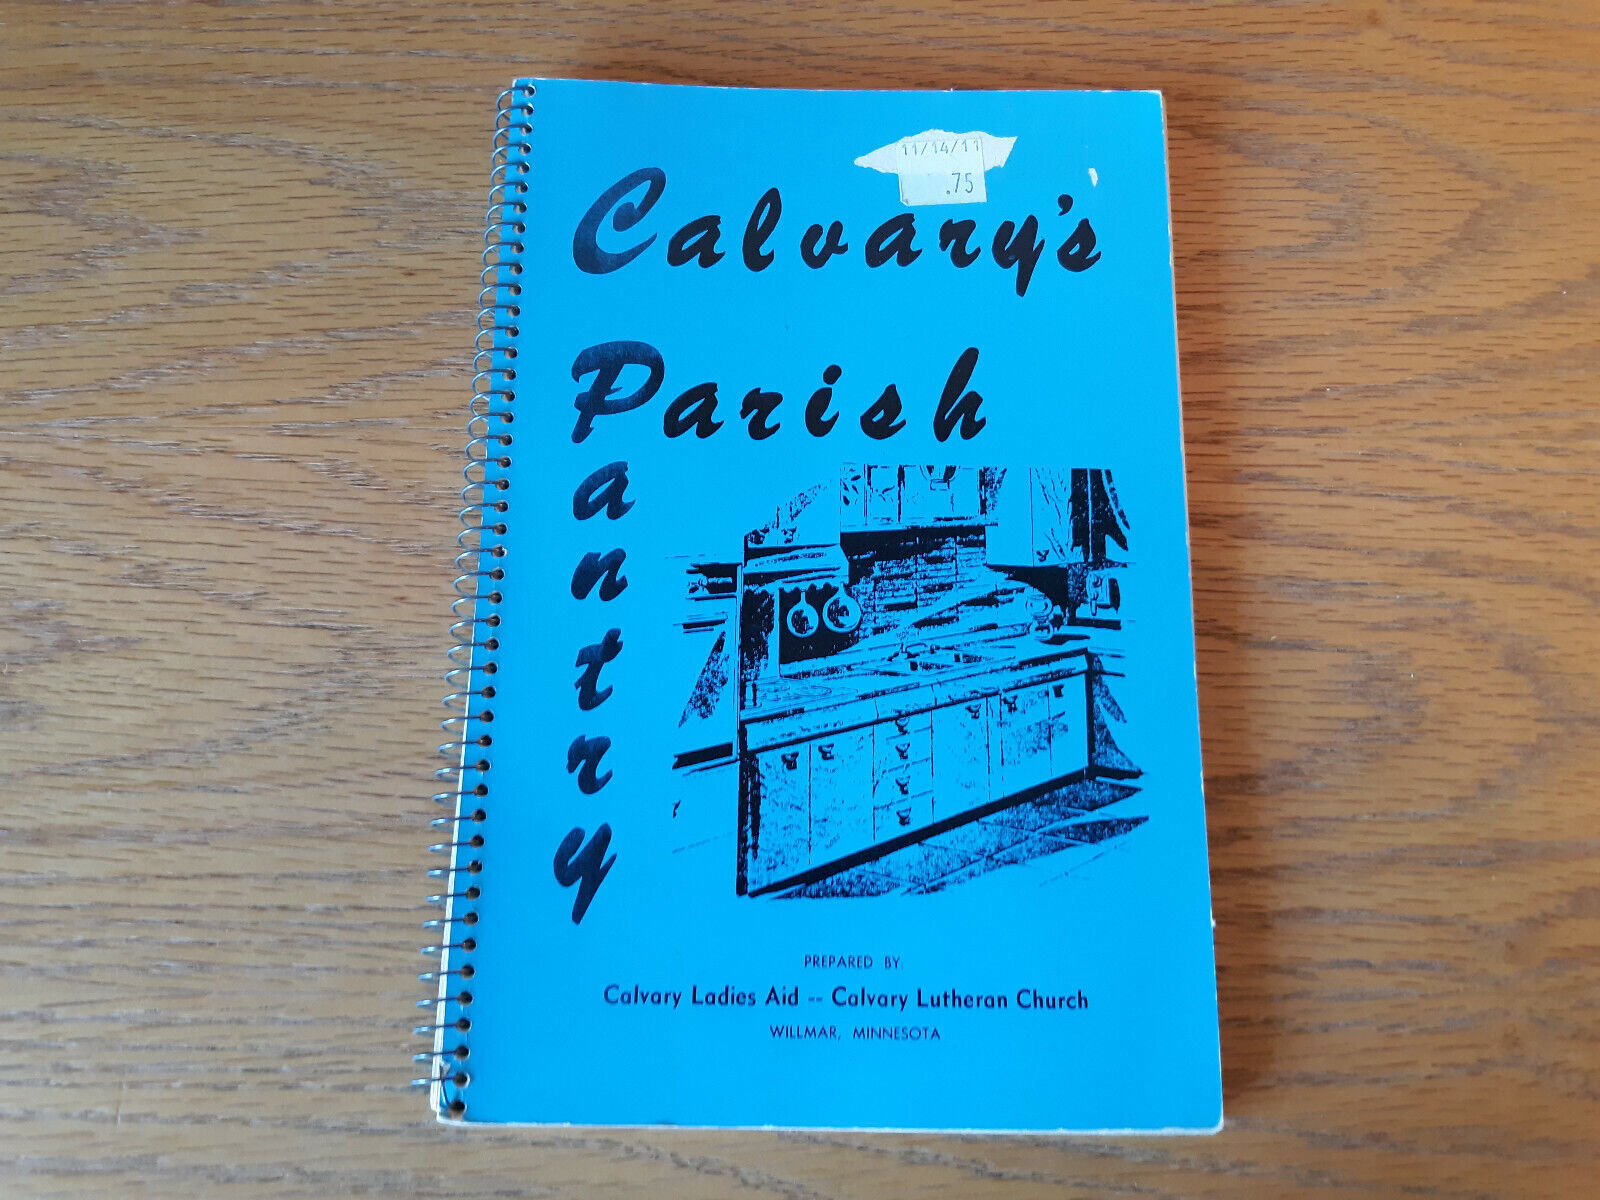 11/14/11
.75
Calvary's
Parish
Pantry
PREPARED BY:
Calvary Ladies Aid -- Calvary Lutheran Church
WILLMAR, MINNESOTA